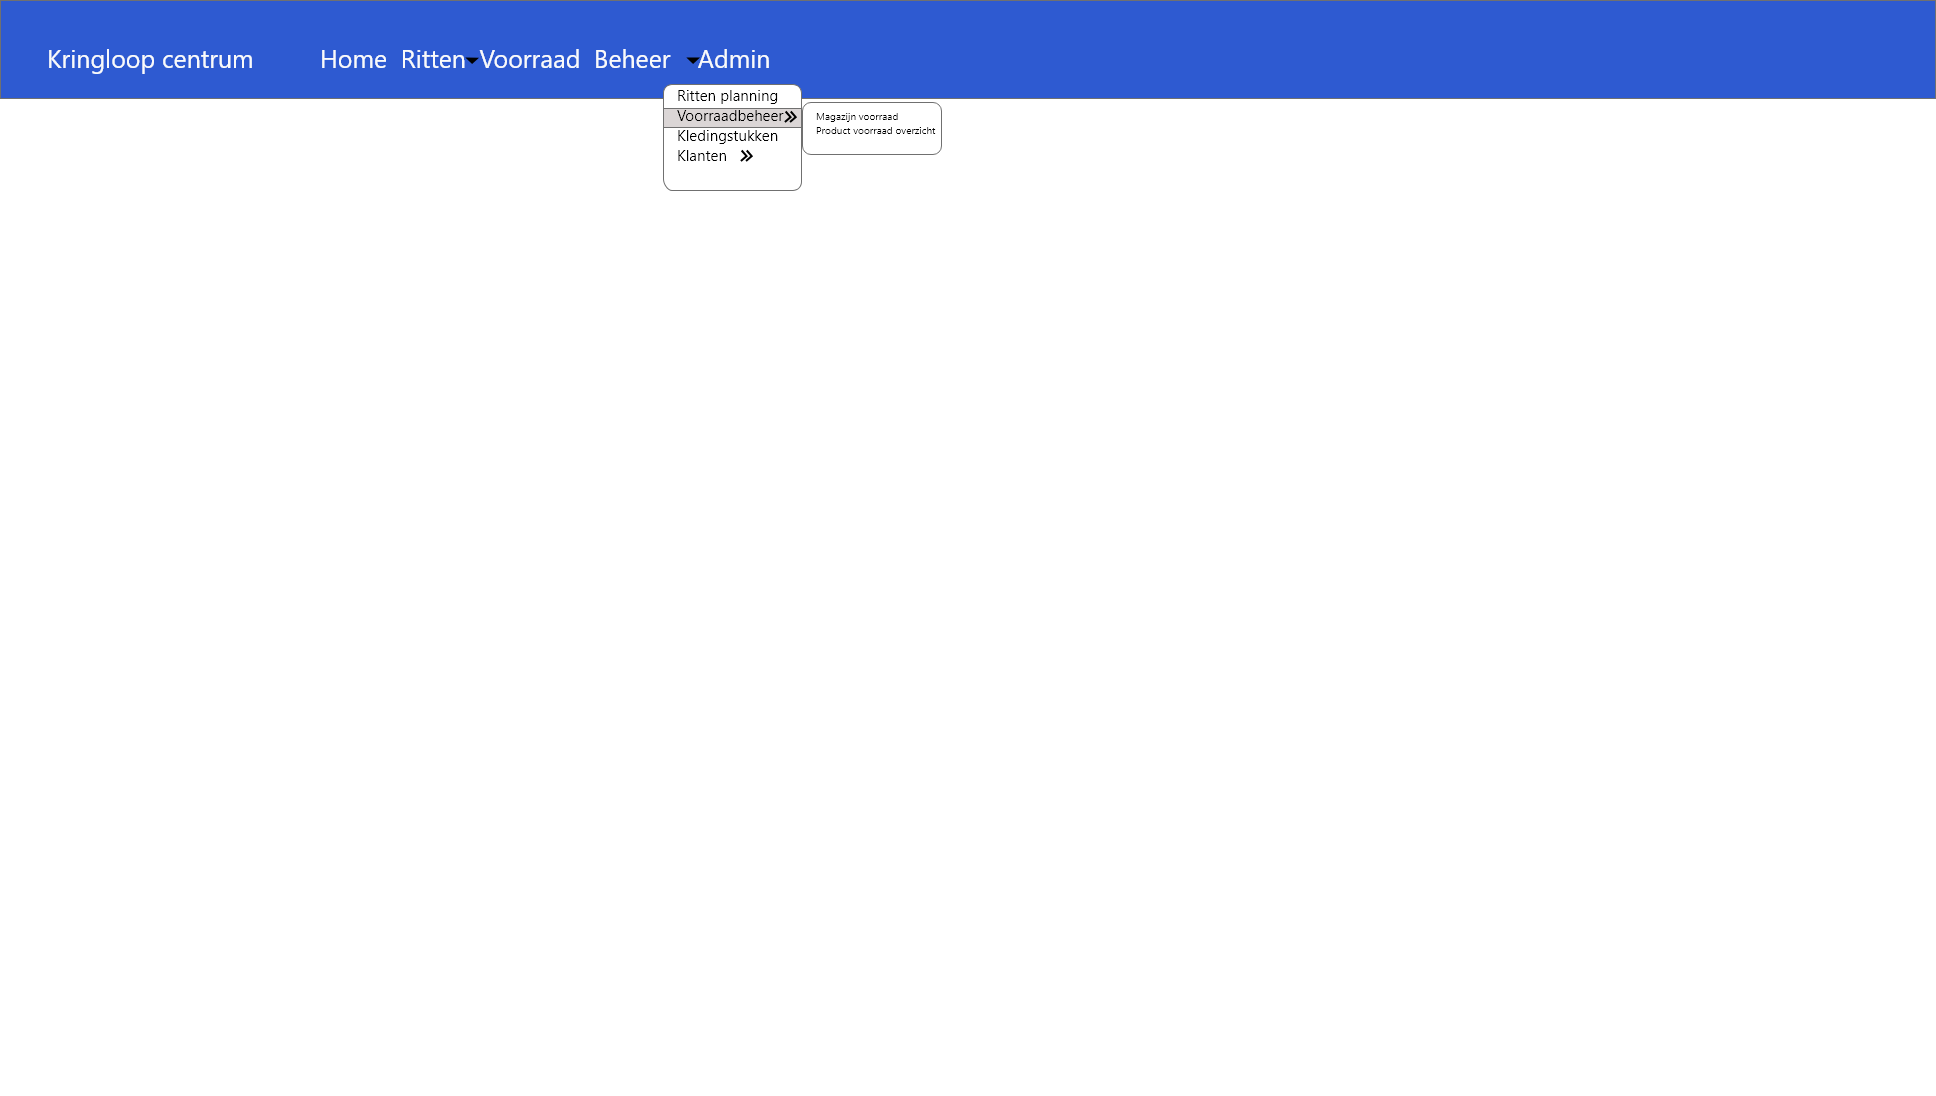 Kringloop centrum Home Ritten Voorraad Beheer Admin
Ritten planning
Voorraadbeheer
Kledingstukken
Klanten
Magazijn voorraad
Product voorraad overzicht